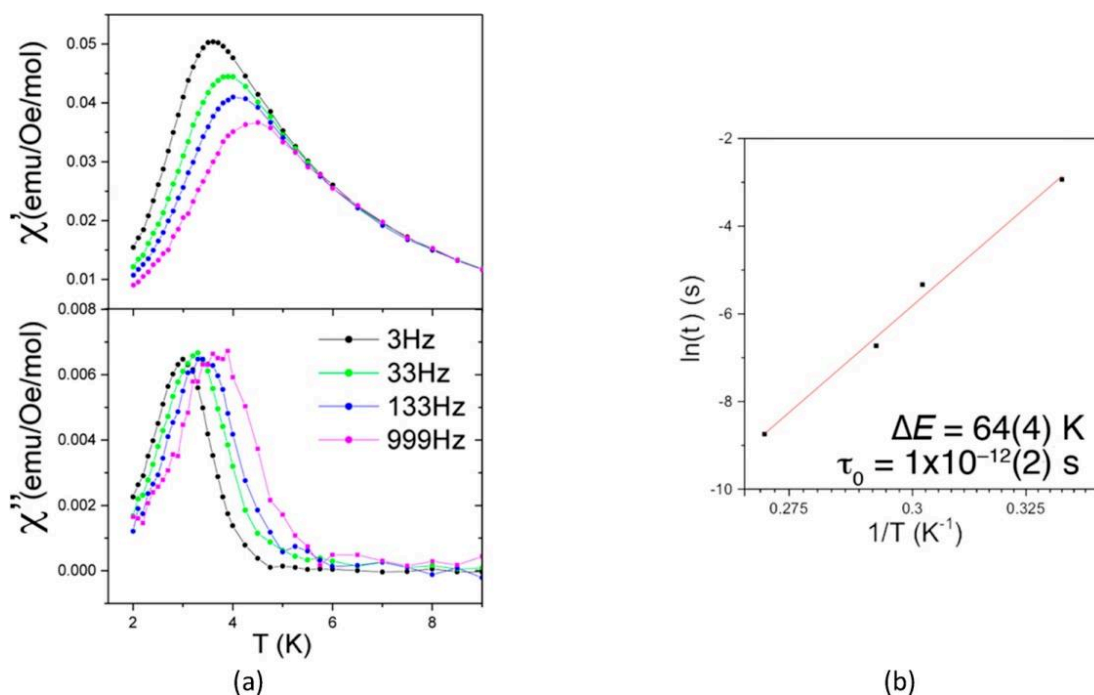 χ'(emu/Oe/mol)
0.05
0.04
0.03
0.02
0.01
χ''(emu/Oe/mol)
0.008
0.006
0.004
0.002
0.000
3Hz
33Hz
133Hz
999Hz
2 4 6 8
T (K)
(a)
ln(t) (s)
-2
-4
-6
-8
-10
ΔE = 64(4) K
τ₀ = 1x10⁻¹²(2) s
0.275 0.3 0.325
1/T (K⁻¹)
(b)